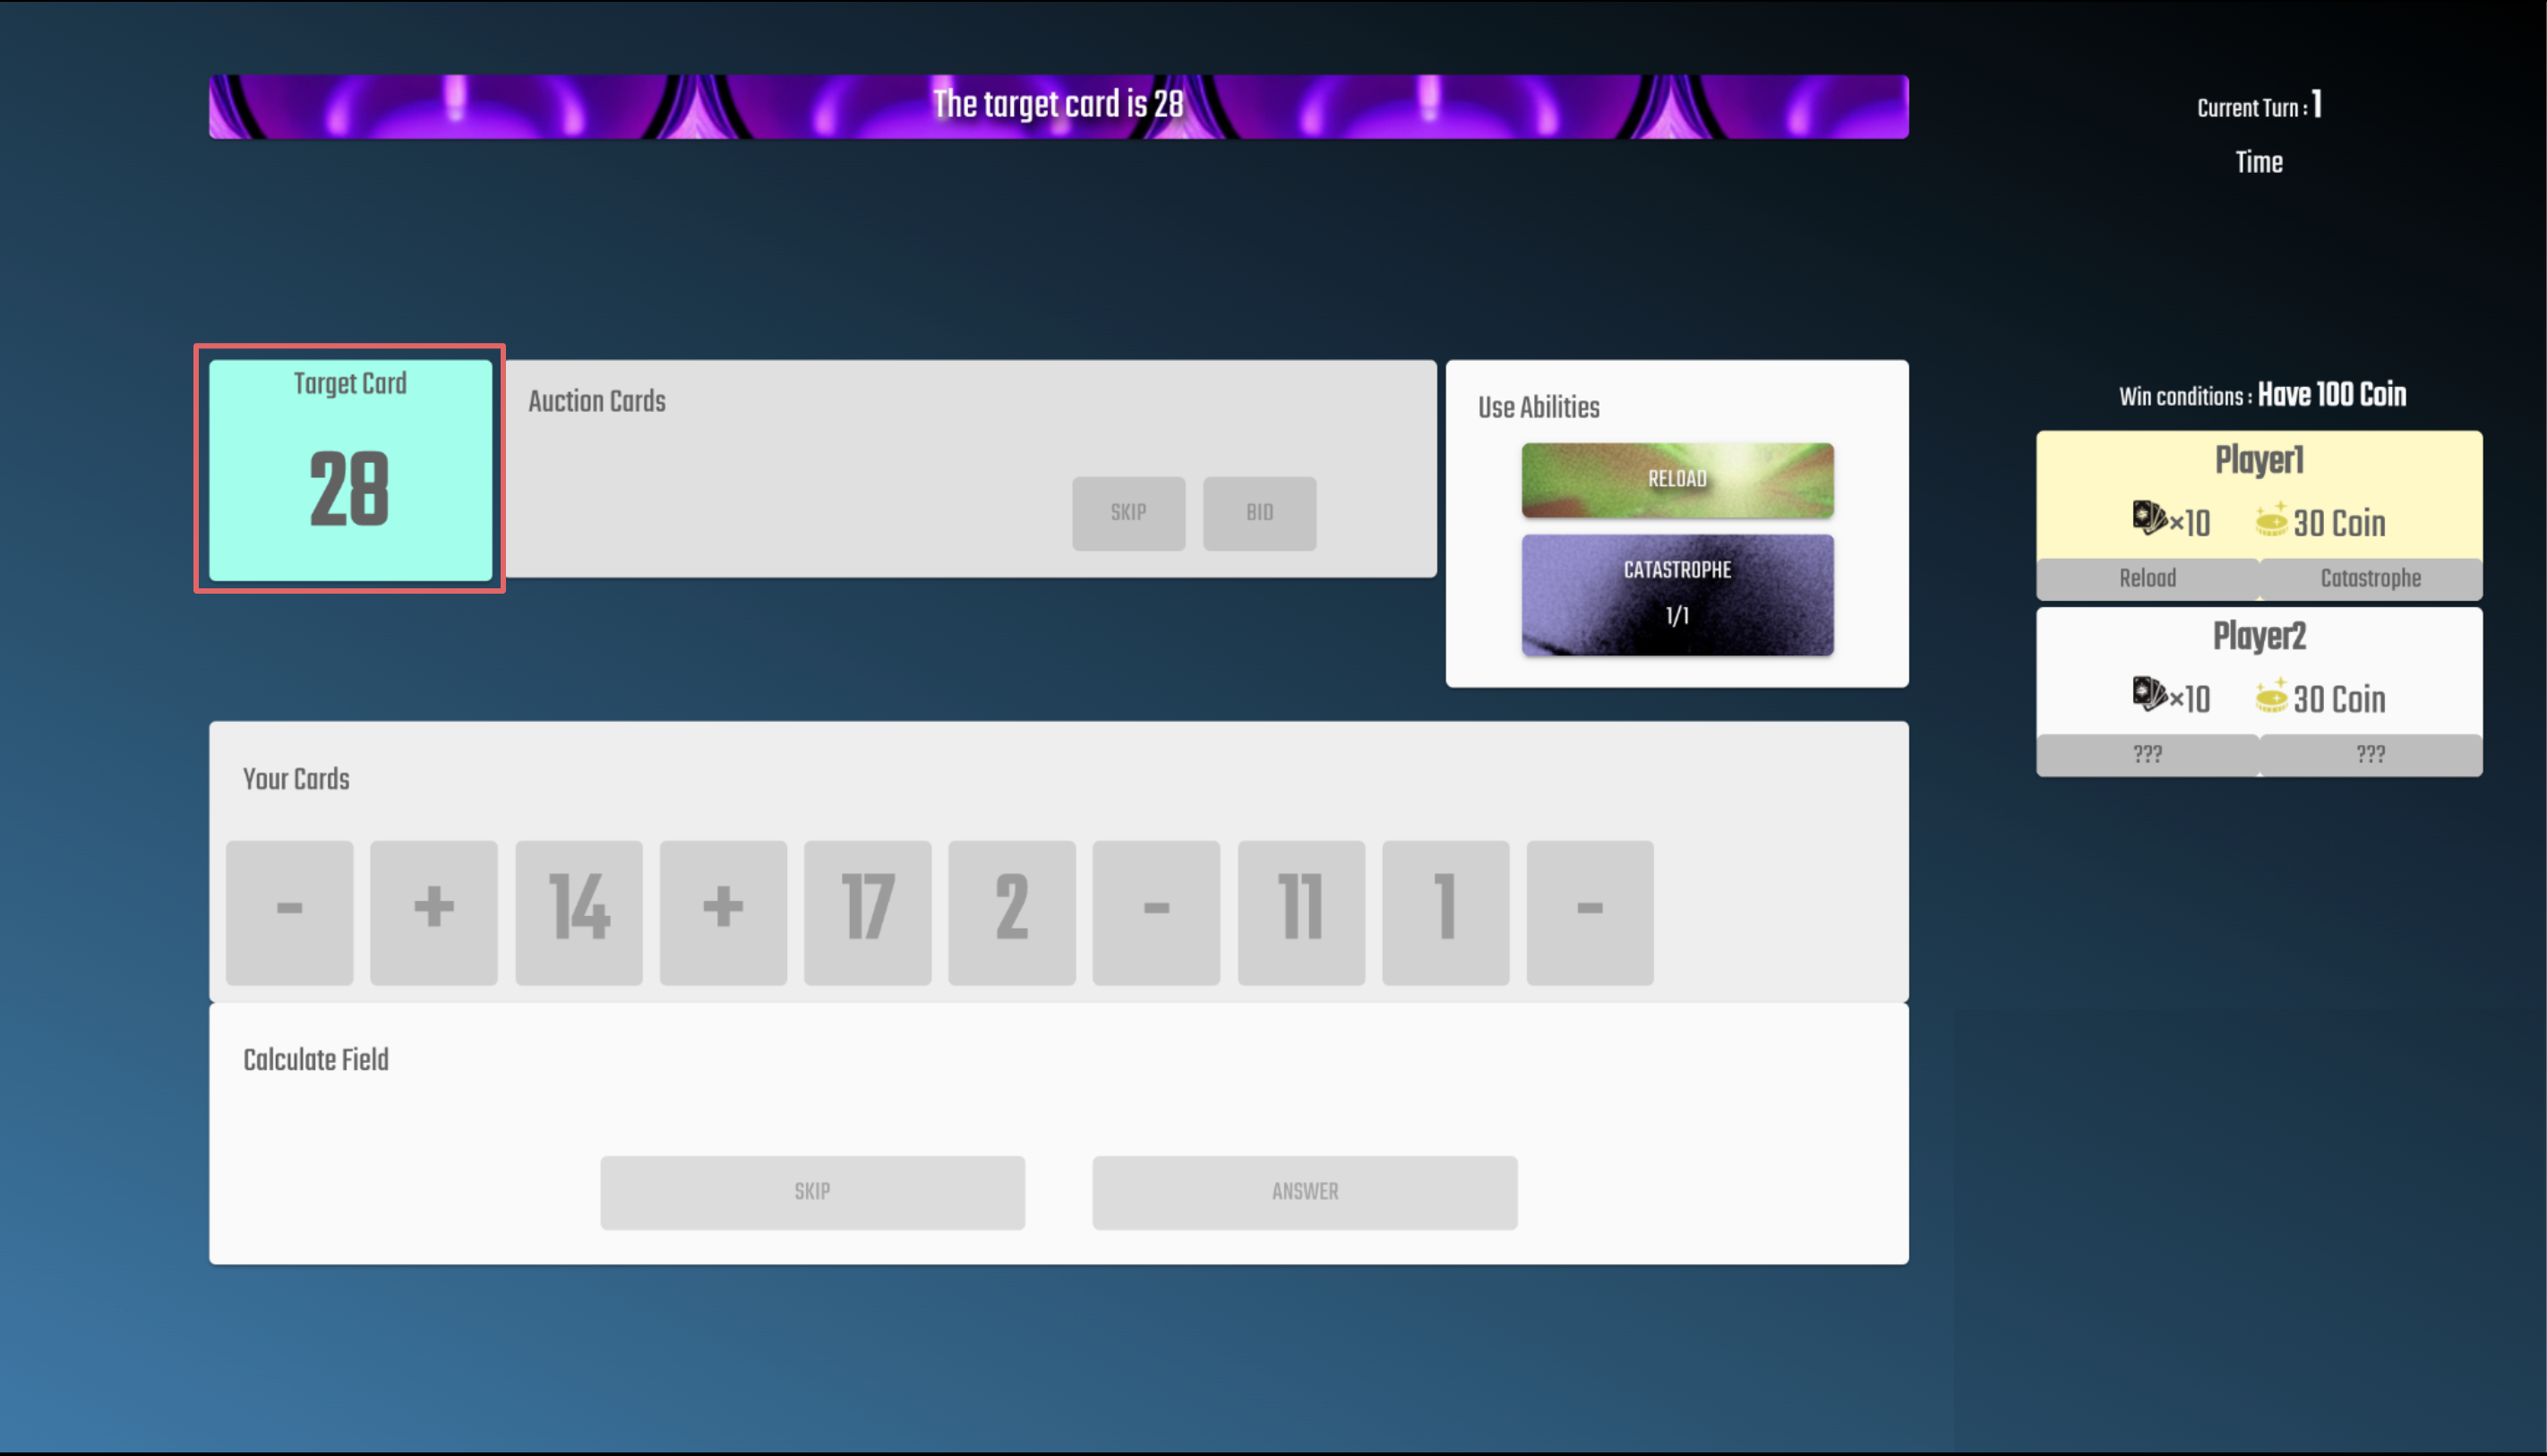 The target card is 28
Current Turn : 1
Time
Target Card
28
Auction Cards
SKIP BID
Use Abilities
RELOAD
CATASTROPHE
1/1
Win conditions : Have 100 Coin
Player1
×10 30 Coin
Reload Catastrophe
Player2
×10 30 Coin
??? ???
Your Cards
- + 14 + 17 2 - 11 1 -
Calculate Field
SKIP ANSWER